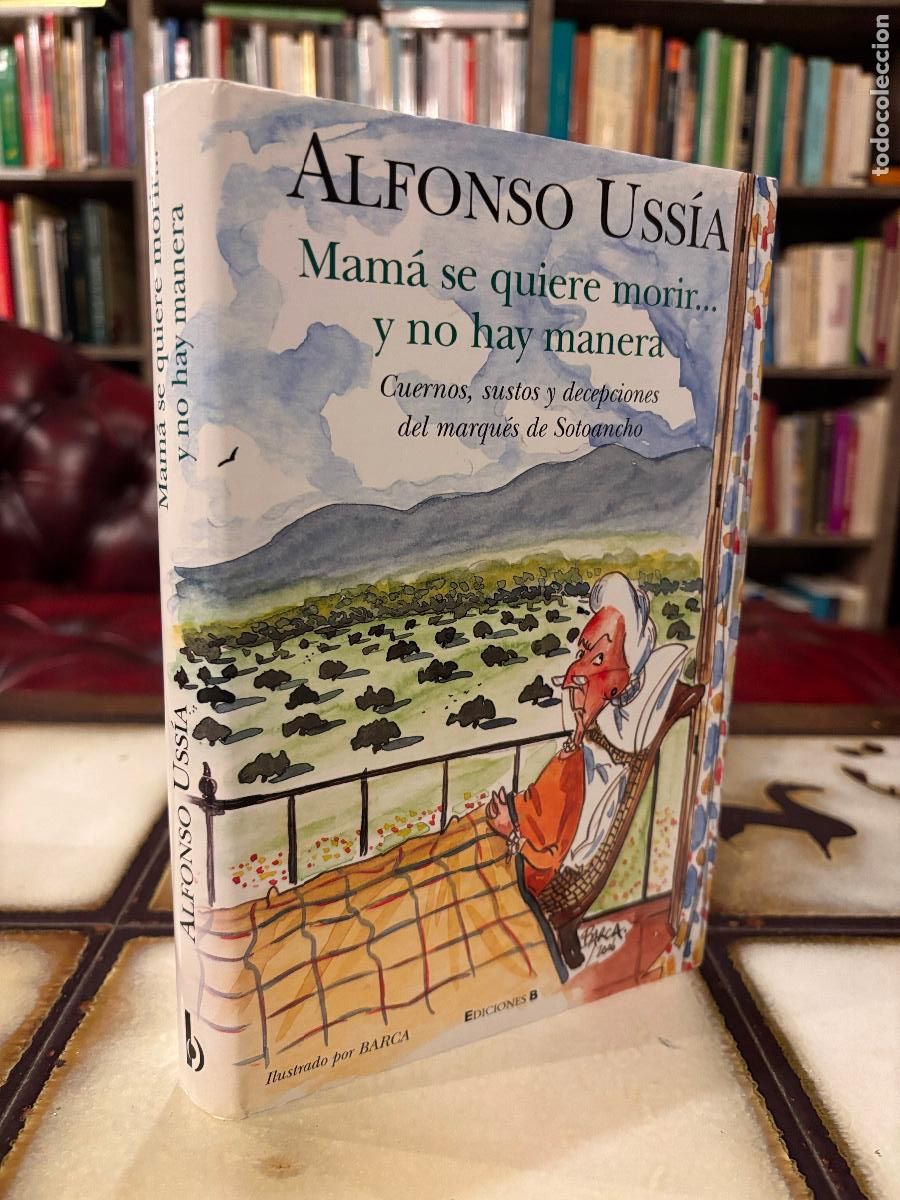 ALFONSO USSÍA
Mamá se quiere morir...
y no hay manera
Cuernos, sustos y decepciones
del marqués de Sotoancho
BARCA
EDICIONES B
Ilustrado por BARCA
Mamá se quiere morir...
y no hay manera
ALFONSO USSÍA
b
todocoleccion